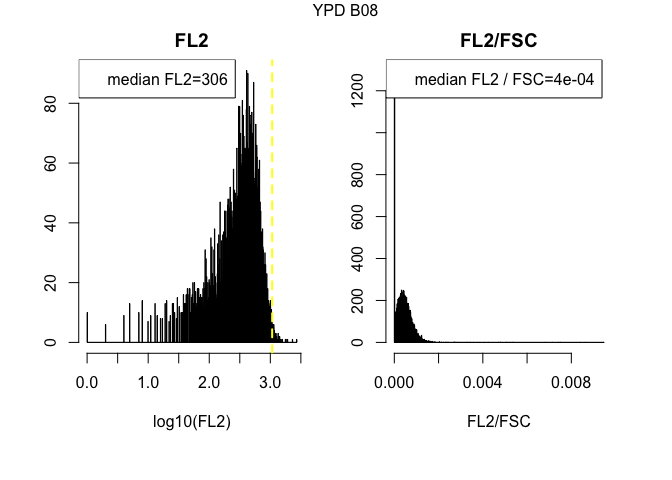 YPD B08
FL2
median FL2=306
0
20
40
60
80
0.0 1.0 2.0 3.0
log10(FL2)
FL2/FSC
median FL2 / FSC=4e-04
0
200
400
600
800
1200
0.000 0.004 0.008
FL2/FSC